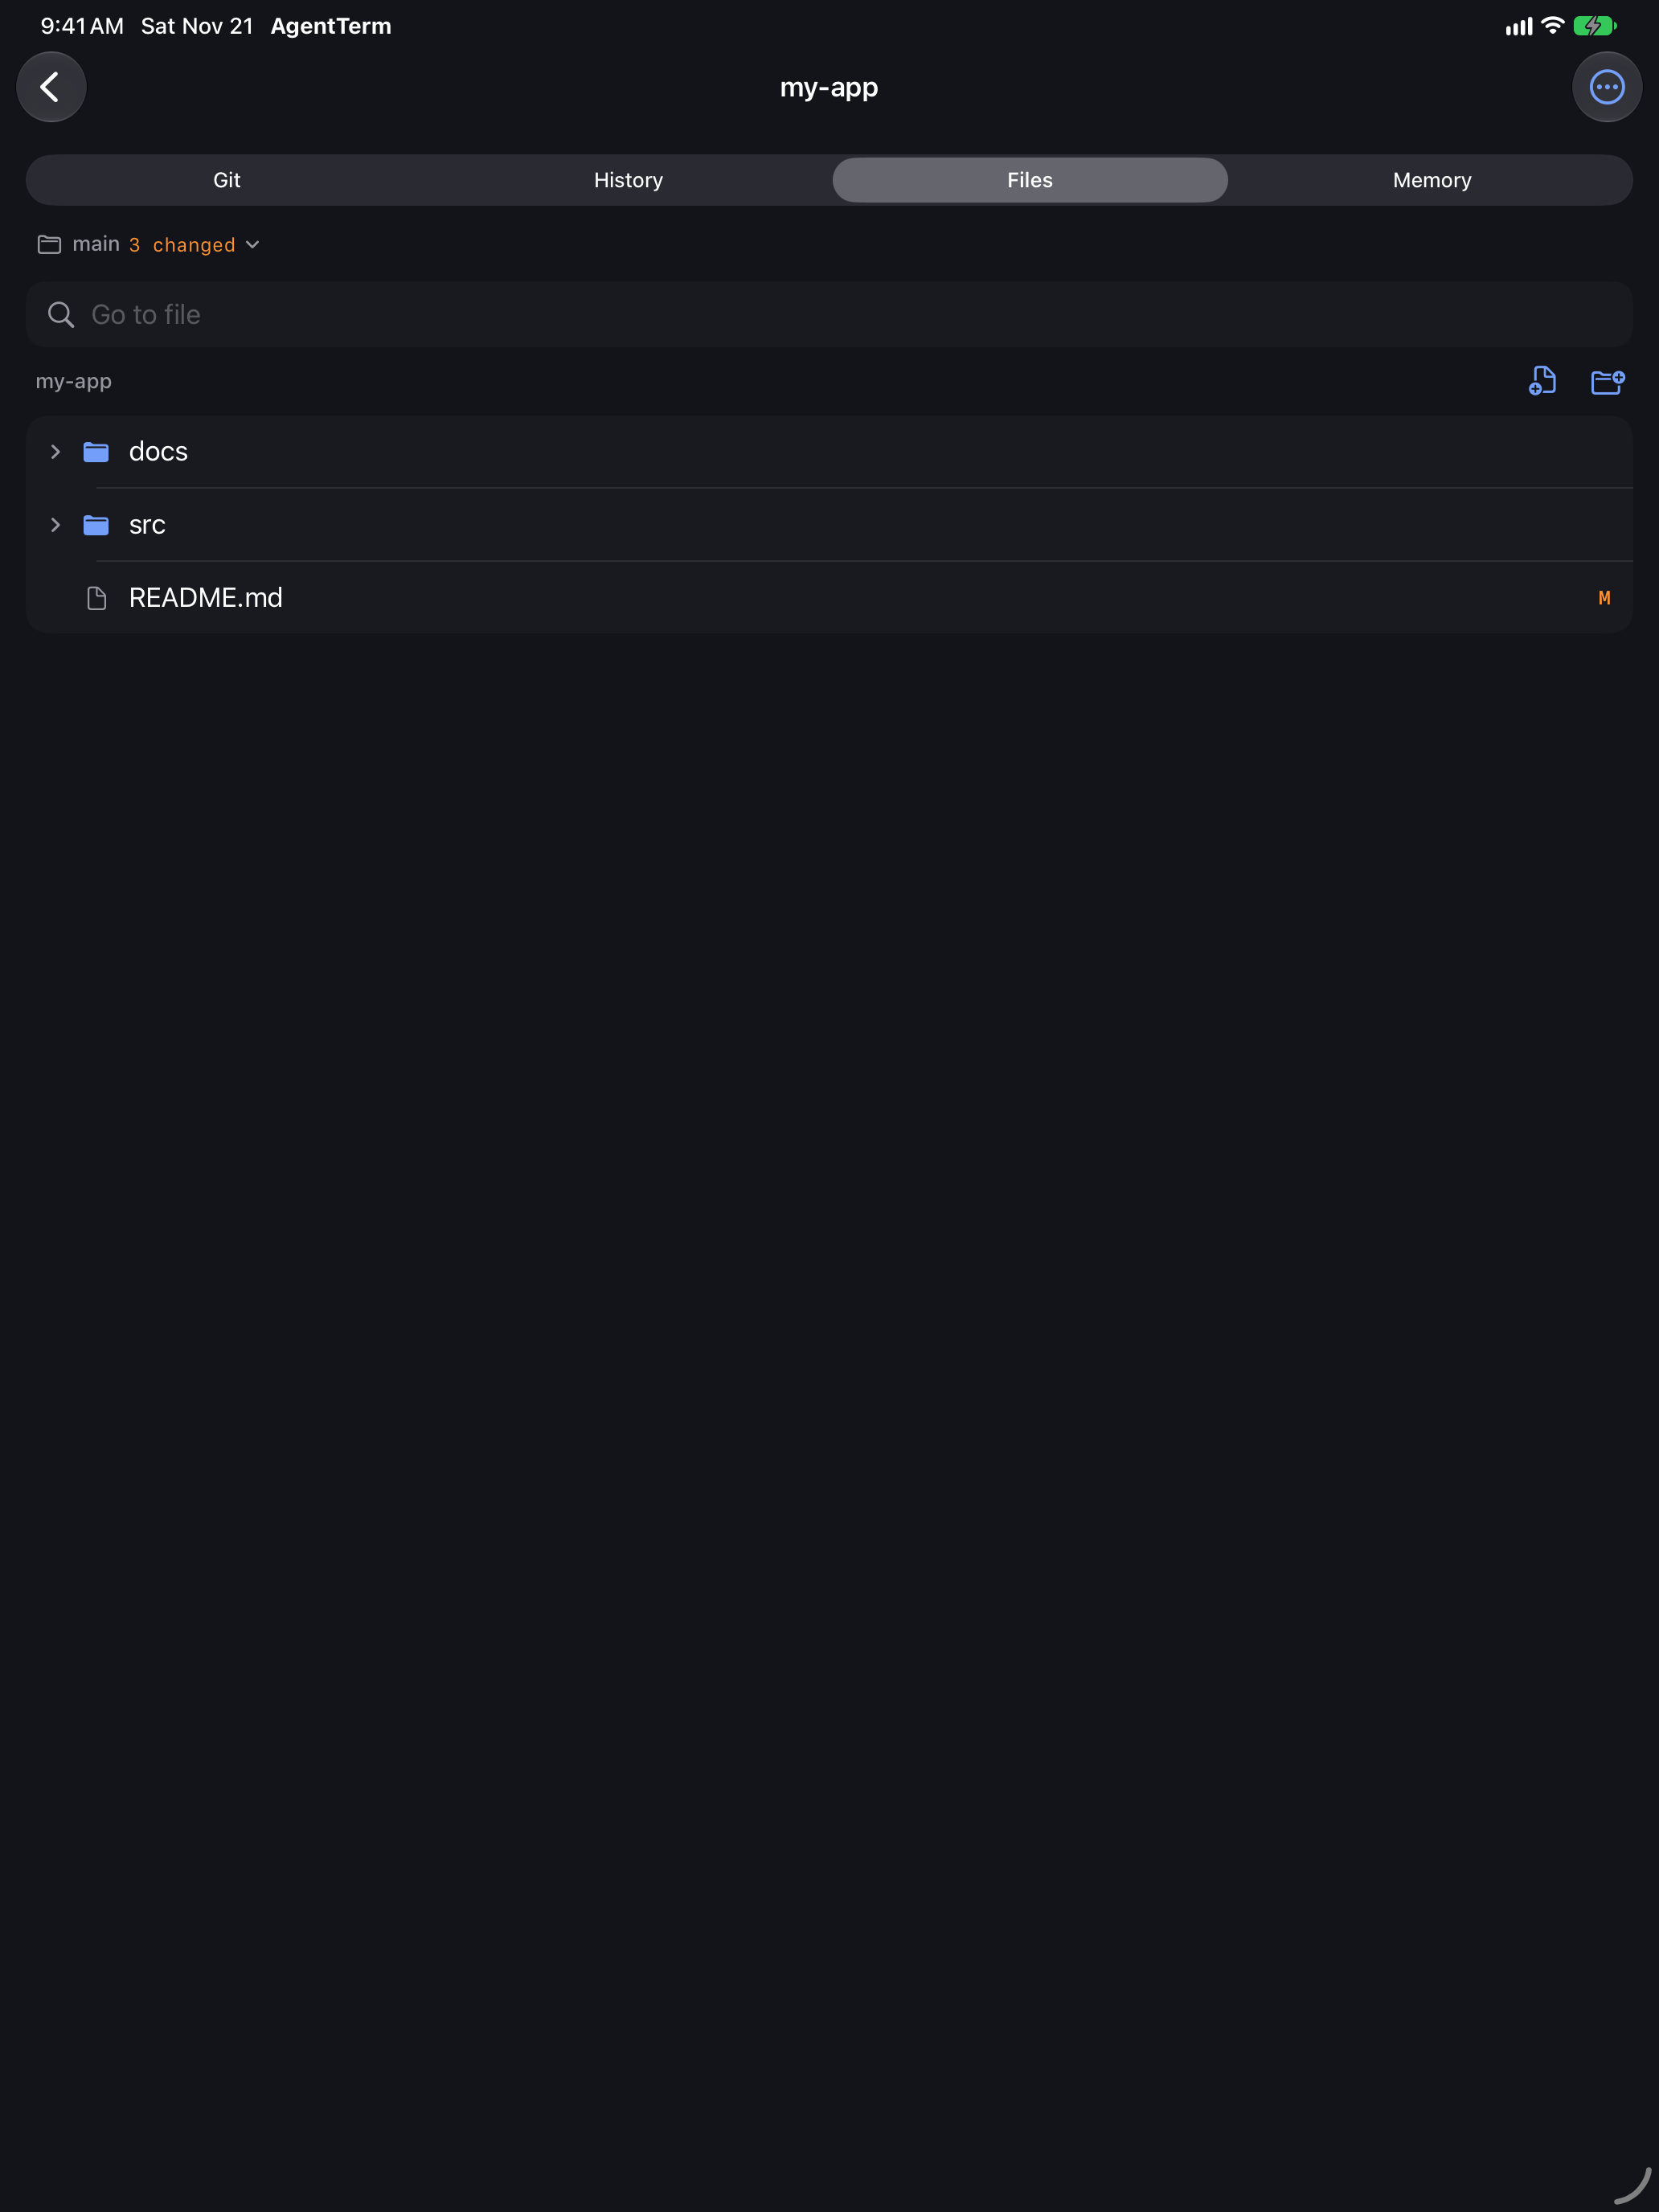 9:41 AM Sat Nov 21 AgentTerm
my-app
Git History Files Memory
main 3 changed
Go to file
my-app
docs
src
README.md M